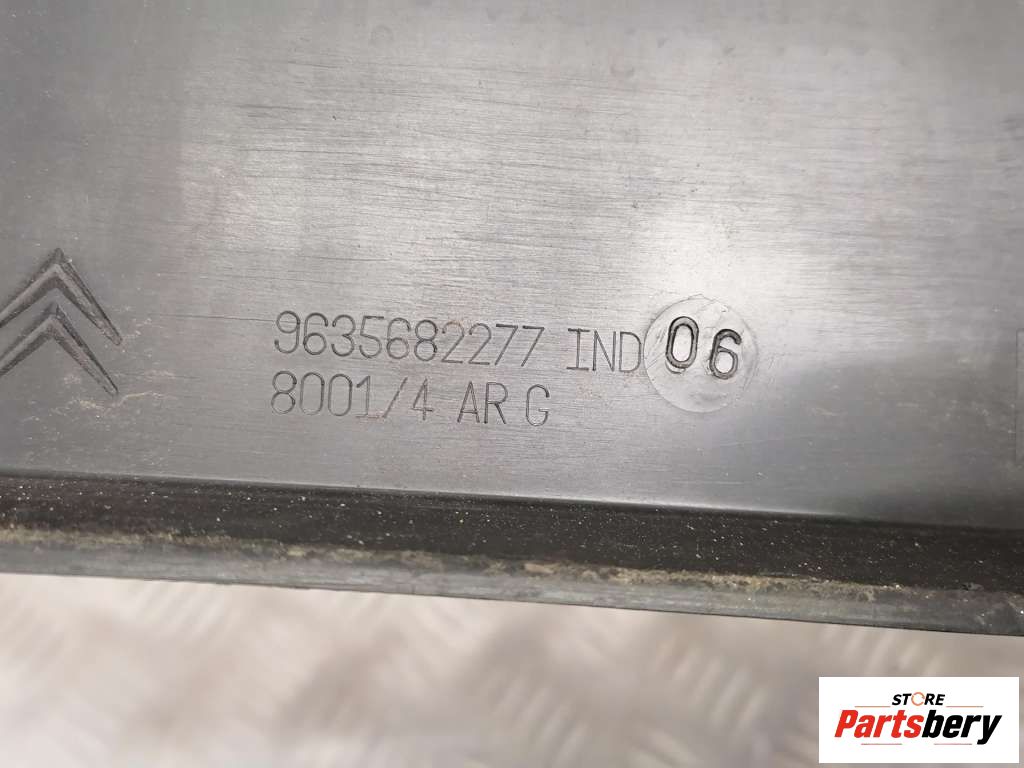 9635682277 IND 06
8001/4 AR G
STORE
Partsbery